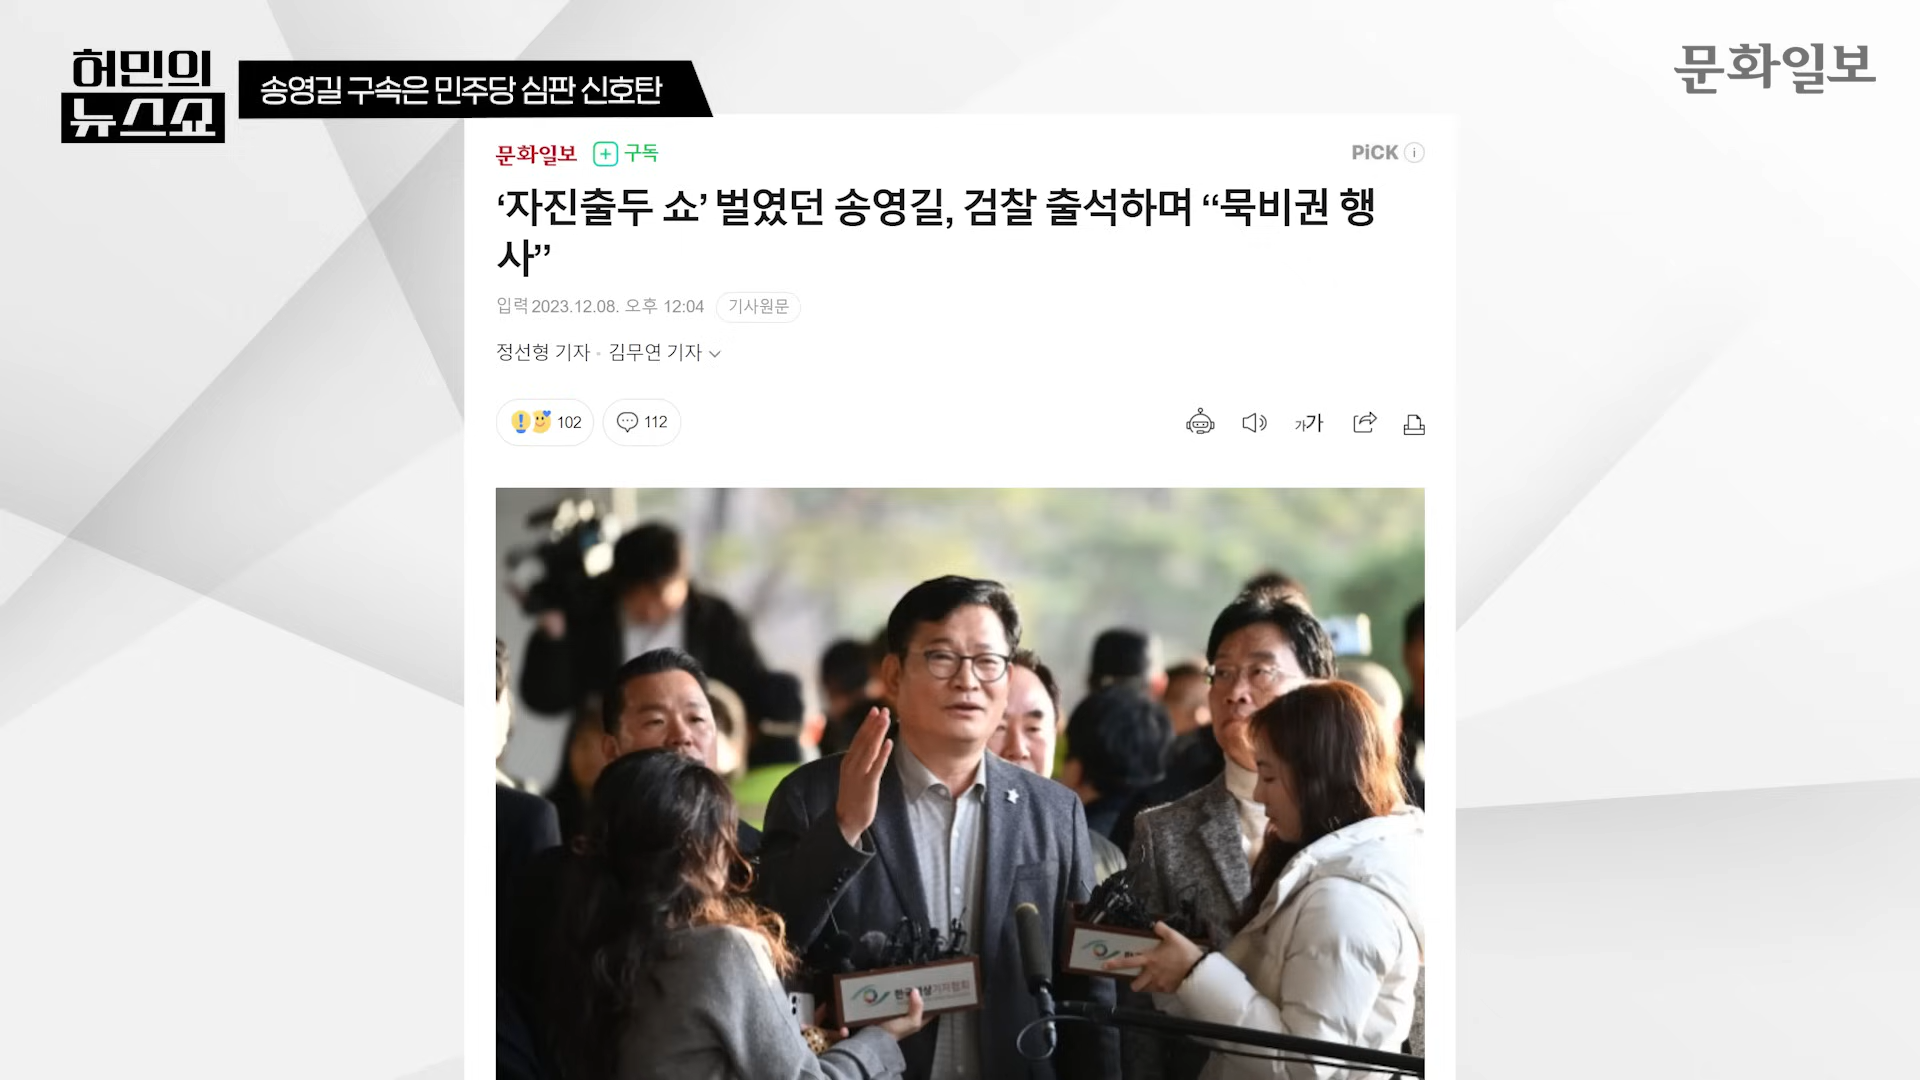 허민의
뉴스쇼
송영길 구속은 민주당 심판 신호탄
문화일보
문화일보 구독
PiCK
‘자진출두 쇼’ 벌였던 송영길, 검찰 출석하며 “묵비권 행
사”
입력 2023.12.08. 오후 12:04 기사원문
정선형 기자 · 김무연 기자
102 112
가가